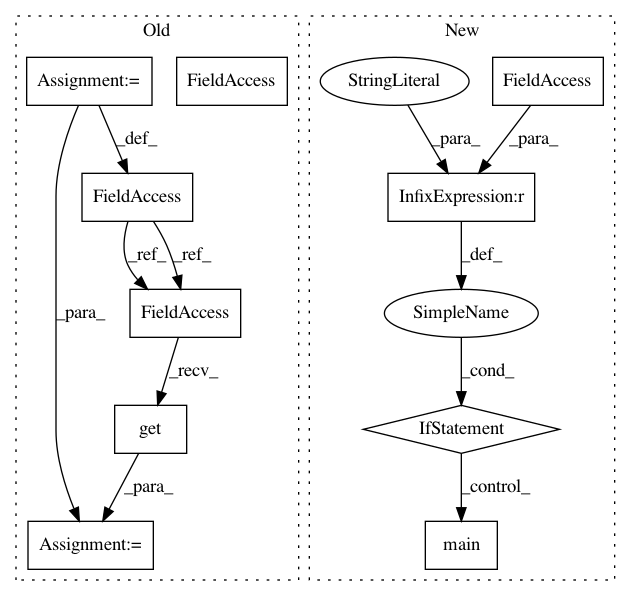 Old
New
Assignment:=
FieldAccess
StringLiteral
FieldAccess
_def_
_para_
_para_
FieldAccess
InfixExpression:r
_ref_
_ref_
_def_
_para_
FieldAccess
SimpleName
_recv_
_cond_
get
IfStatement
_para_
_control_
Assignment:=
main